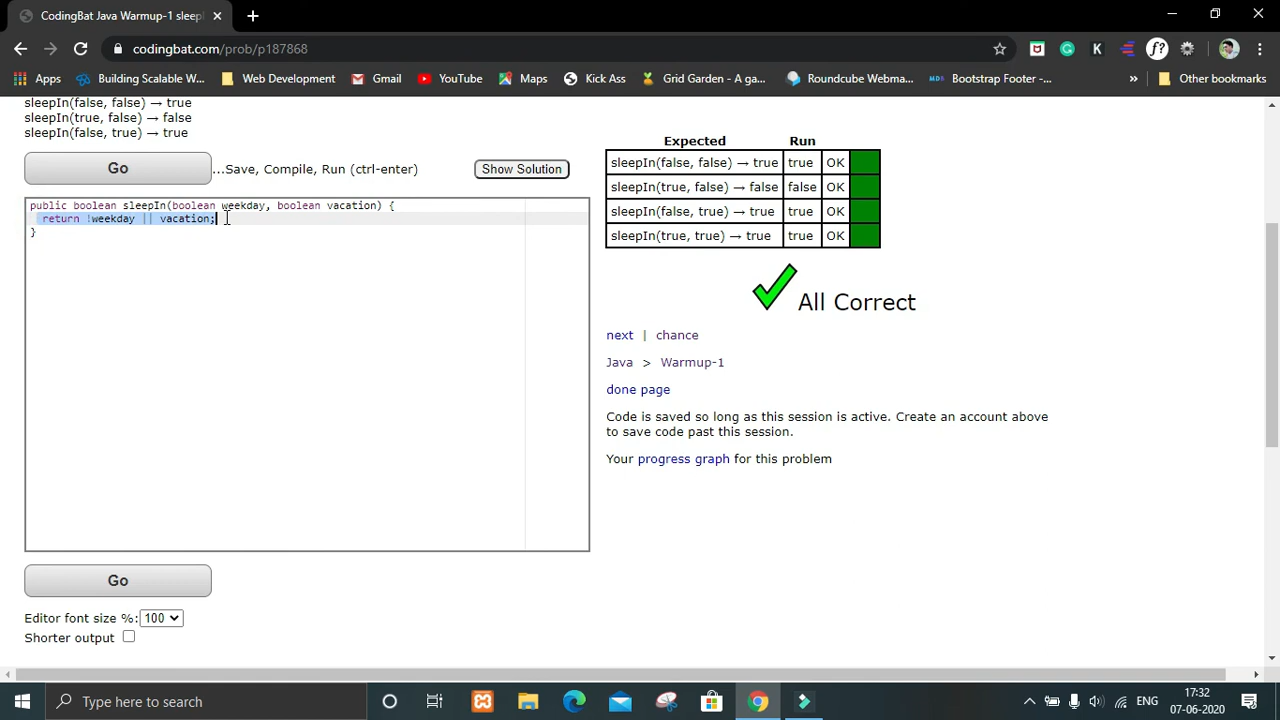 CodingBat Java Warmup-1 sleepI
codingbat.com/prob/p187868
Apps
Building Scalable W...
Web Development
Gmail
YouTube
Maps
Kick Ass
Grid Garden - A ga...
Roundcube Webma...
MDB
Bootstrap Footer -...
»
Other bookmarks
sleepIn(false, false) → true
sleepIn(true, false) → false
sleepIn(false, true) → true
Go
...Save, Compile, Run (ctrl-enter)
Show Solution
public boolean sleepIn(boolean weekday, boolean vacation) {
return !weekday || vacation;
}
Go
Editor font size %: 100
Shorter output
Expected Run
sleepIn(false, false) → true true OK
sleepIn(true, false) → false false OK
sleepIn(false, true) → true true OK
sleepIn(true, true) → true true OK
All Correct
next | chance
Java > Warmup-1
done page
Code is saved so long as this session is active. Create an account above
to save code past this session.
Your progress graph for this problem
Type here to search
ENG
17:32
07-06-2020